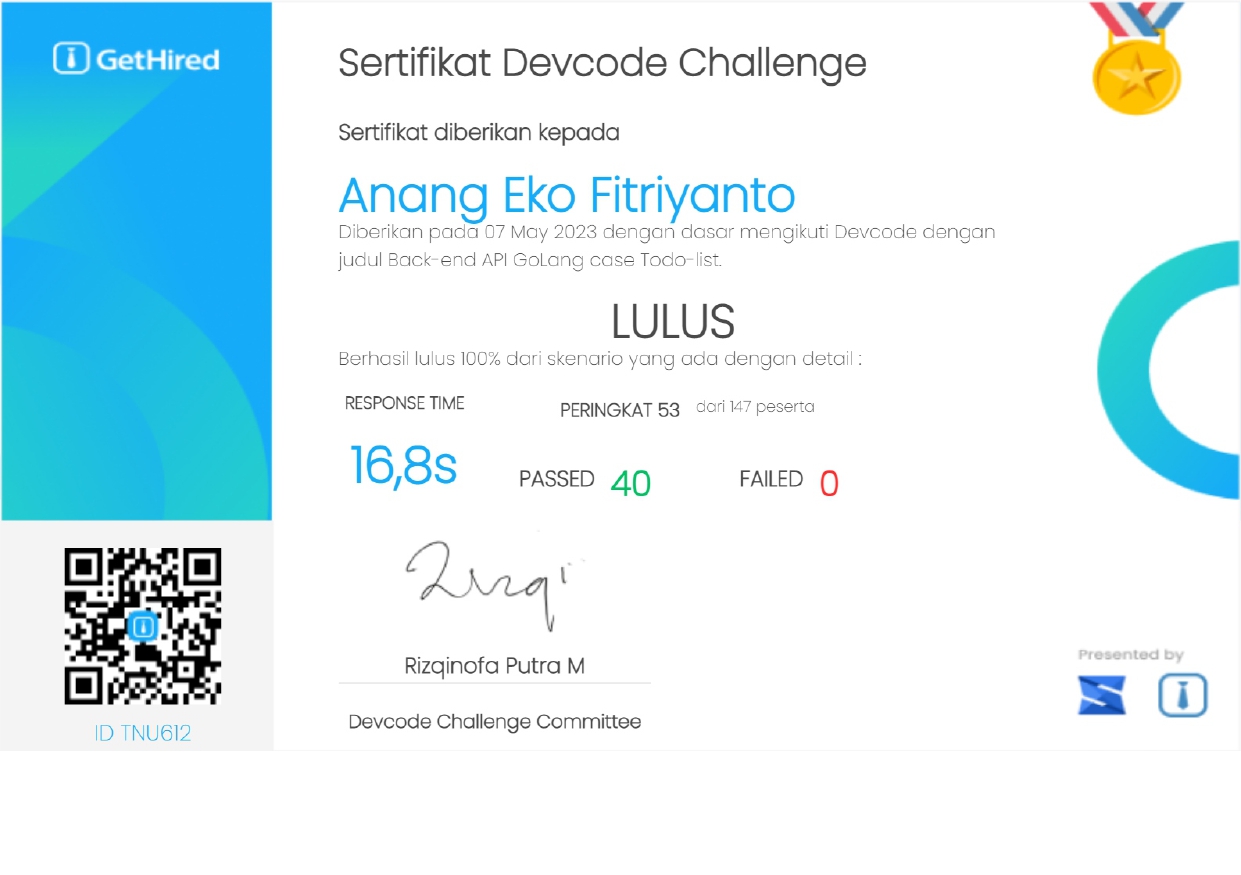 GetHired
Sertifikat Devcode Challenge
Sertifikat diberikan kepada
Anang Eko Fitriyanto
Diberikan pada 07 May 2023 dengan dasar mengikuti Devcode dengan
judul Back-end API GoLang case Todo-list.
LULUS
Berhasil lulus 100% dari skenario yang ada dengan detail :
RESPONSE TIME
PERINGKAT 53 dari 147 peserta
16,8s
PASSED 40 FAILED 0
Rizqi
Rizqinofa Putra M
Devcode Challenge Committee
ID TNU612
Presented by